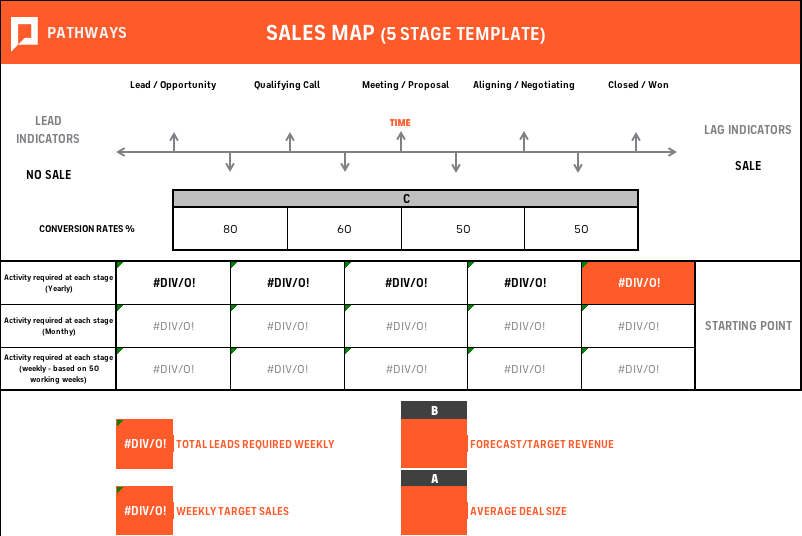 PATHWAYS
SALES MAP (5 STAGE TEMPLATE)
Lead / Opportunity
Qualifying Call
Meeting / Proposal
Aligning / Negotiating
Closed / Won
LEAD
INDICATORS
NO SALE
TIME
LAG INDICATORS
SALE
C
CONVERSION RATES %
80
60
50
50
Activity required at each stage
(Yearly)
#DIV/0!
#DIV/0!
#DIV/0!
#DIV/0!
#DIV/0!
Activity required at each stage
(Monthy)
#DIV/0!
#DIV/0!
#DIV/0!
#DIV/0!
#DIV/0!
STARTING POINT
Activity required at each stage
(weekly - based on 50
working weeks)
#DIV/0!
#DIV/0!
#DIV/0!
#DIV/0!
#DIV/0!
B
#DIV/0!
TOTAL LEADS REQUIRED WEEKLY
FORECAST/TARGET REVENUE
A
#DIV/0!
WEEKLY TARGET SALES
AVERAGE DEAL SIZE